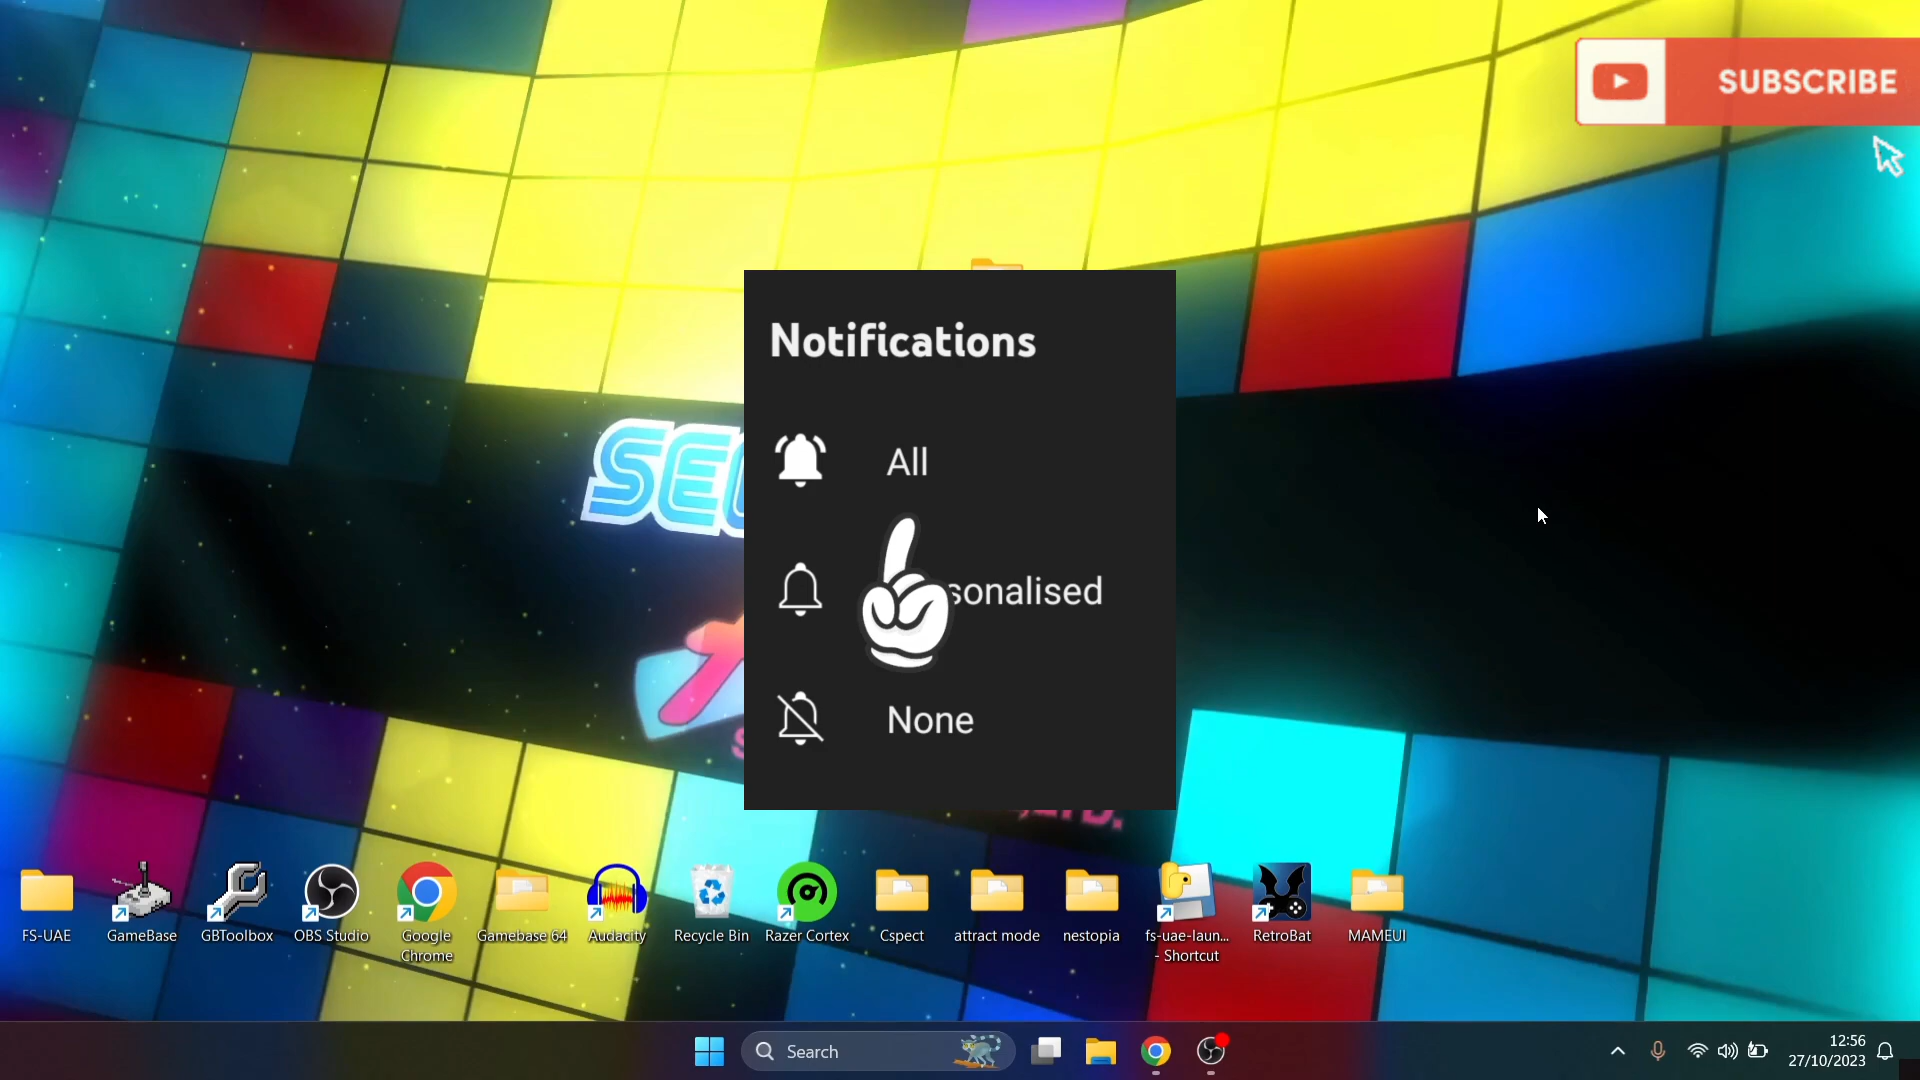 SUBSCRIBE
Notifications
All
sonalised
None
FS-UAE
GameBase
GBToolbox
OBS Studio
Google
Chrome
Gamebase 64
Audacity
Recycle Bin
Razer Cortex
Cspect
attract mode
nestopia
fs-uae-laun...
- Shortcut
RetroBat
MAMEUI
Search
12:56
27/10/2023